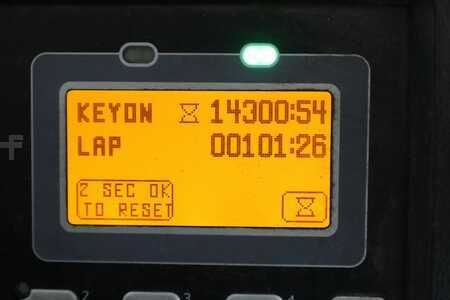 KEYON 14300:54
LAP 00101:26
2 SEC OK
TO RESET